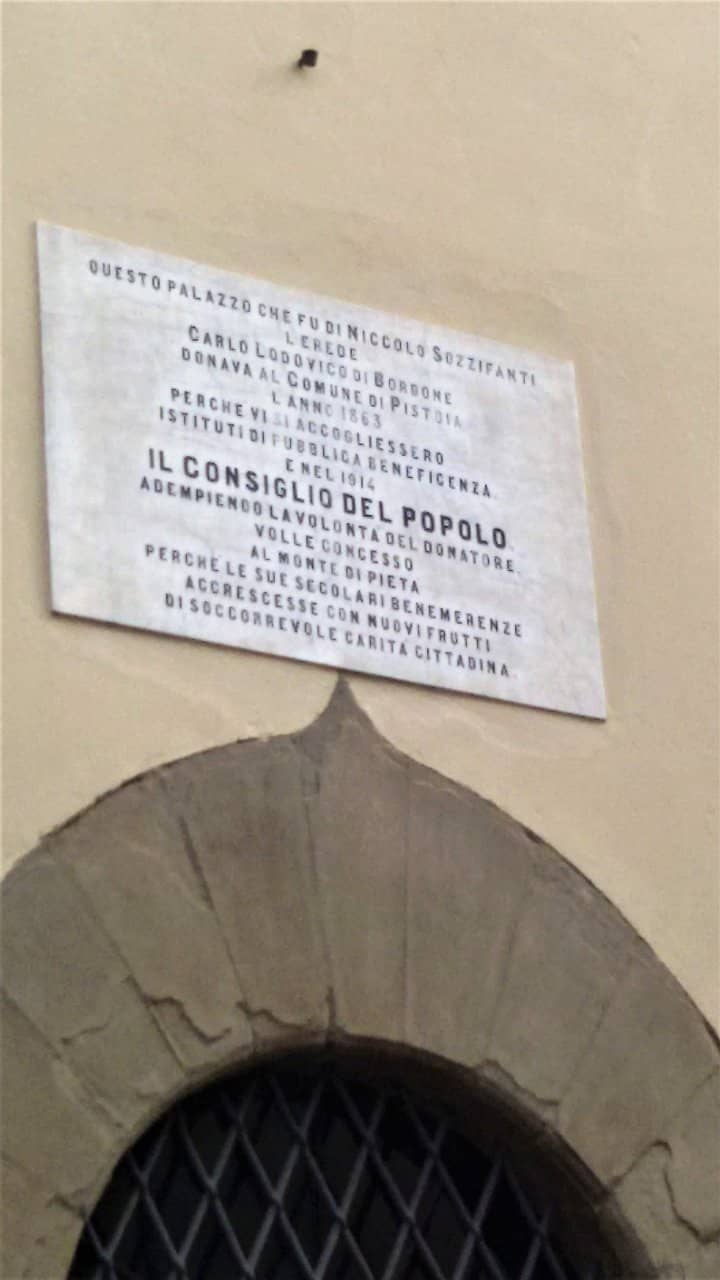 QUESTO PALAZZO CHE FU DI NICCOLO SOZZIFANTI
L'EREDE
CARLO LODOVICO DI BORBONE
DONAVA AL COMUNE DI PISTOIA
L'ANNO 1863
PERCHE VI SI ACCOGLIESSERO
ISTITUTI DI PUBBLICA BENEFICENZA
E NEL 1914
IL CONSIGLIO DEL POPOLO
ADEMPIENDO LA VOLONTA DEL DONATORE
VOLLE CONCESSO
AL MONTE DI PIETA
PERCHE LE SUE SECOLARI BENEMERENZE
ACCRESCESSE CON NUOVI FRUTTI
DI SOCCORREVOLE CARITA CITTADINA.